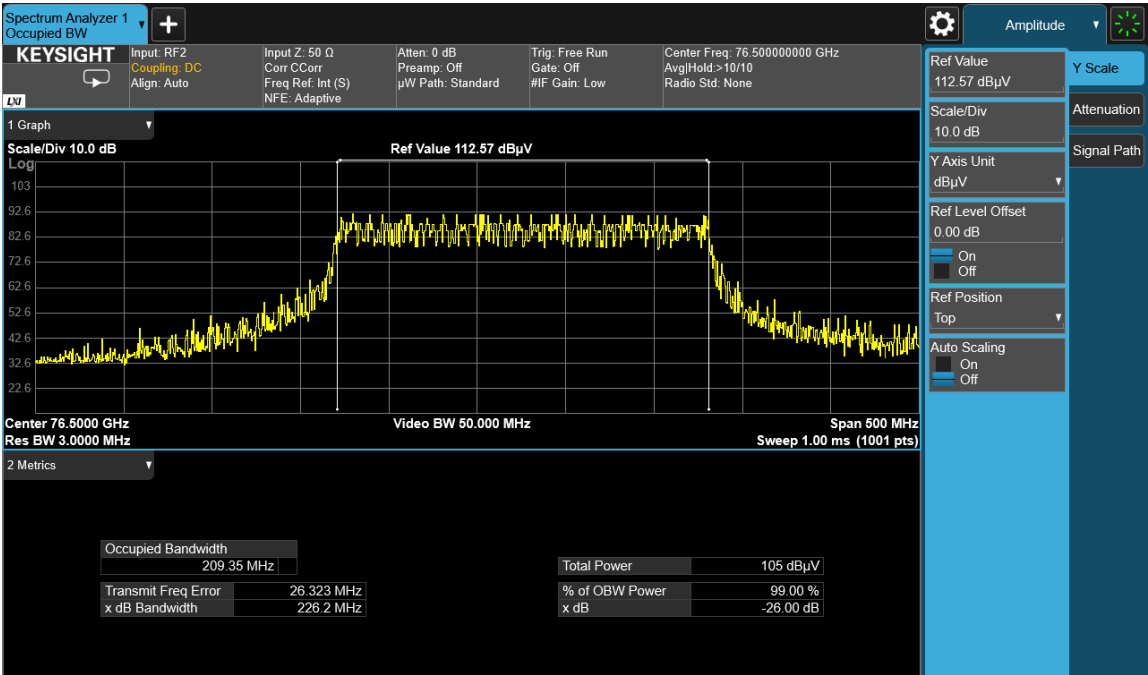 Spectrum Analyzer 1
Occupied BW
Amplitude
KEYSIGHT
LXI
Input: RF2
Coupling: DC
Align: Auto
Input Z: 50 Ω
Corr CCorr
Freq Ref: Int (S)
NFE: Adaptive
Atten: 0 dB
Preamp: Off
µW Path: Standard
Trig: Free Run
Gate: Off
#IF Gain: Low
Center Freq: 76.500000000 GHz
Avg|Hold:>10/10
Radio Std: None
1 Graph
Scale/Div 10.0 dB
Ref Value 112.57 dBµV
Log
103
92.6
82.6
72.6
62.6
52.6
42.6
32.6
22.6
Center 76.5000 GHz
Video BW 50.000 MHz
Span 500 MHz
Res BW 3.0000 MHz
Sweep 1.00 ms (1001 pts)
2 Metrics
Occupied Bandwidth
209.35 MHz
Total Power 105 dBµV
Transmit Freq Error 26.323 MHz
% of OBW Power 99.00 %
x dB Bandwidth 226.2 MHz
x dB -26.00 dB
Ref Value
112.57 dBµV
Scale/Div
10.0 dB
Y Axis Unit
dBµV
Ref Level Offset
0.00 dB
On
Off
Ref Position
Top
Auto Scaling
On
Off
Y Scale
Attenuation
Signal Path